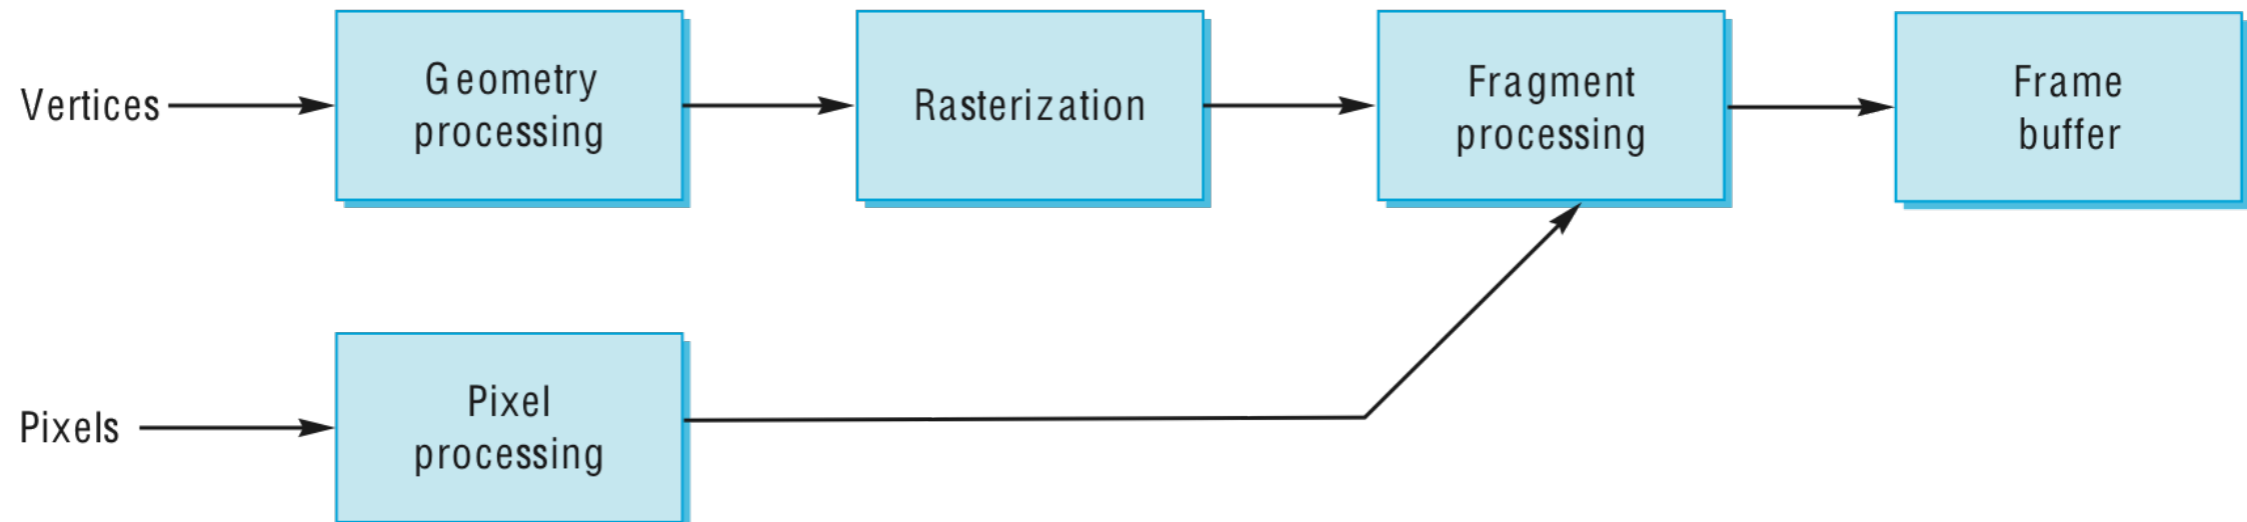 Vertices
Geometry
processing
Rasterization
Fragment
processing
Frame
buffer
Pixels
Pixel
processing